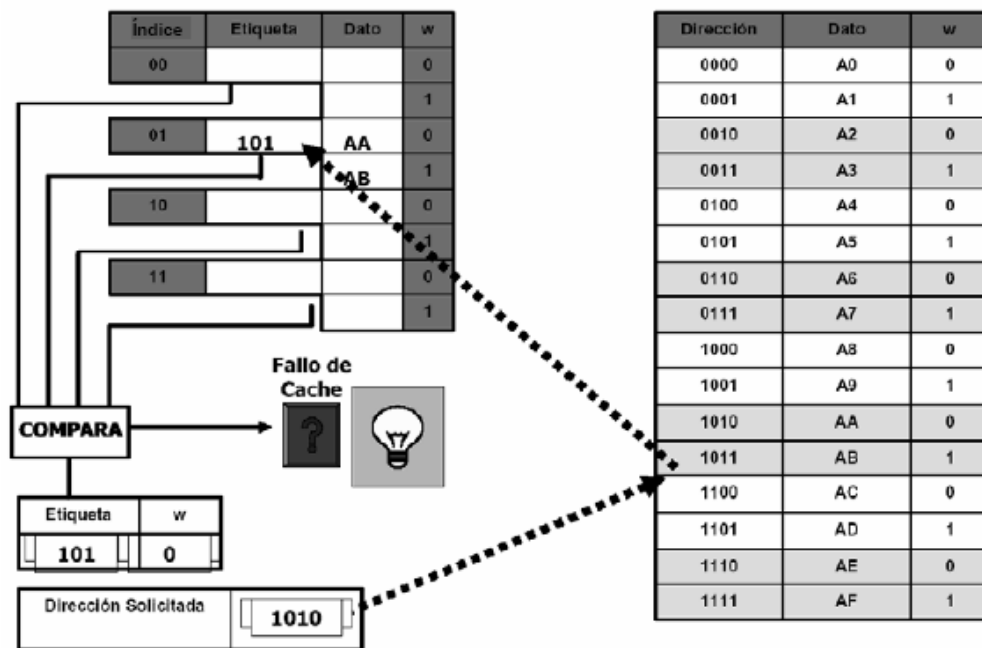 Índice Etiqueta Dato w
00 0
1
01 101 AA 0
AB 1
10 0
1
11 0
1
Fallo de
Cache
?
COMPARA
Etiqueta w
101 0
Dirección Solicitada 1010
Dirección Dato w
0000 A0 0
0001 A1 1
0010 A2 0
0011 A3 1
0100 A4 0
0101 A5 1
0110 A6 0
0111 A7 1
1000 A8 0
1001 A9 1
1010 AA 0
1011 AB 1
1100 AC 0
1101 AD 1
1110 AE 0
1111 AF 1